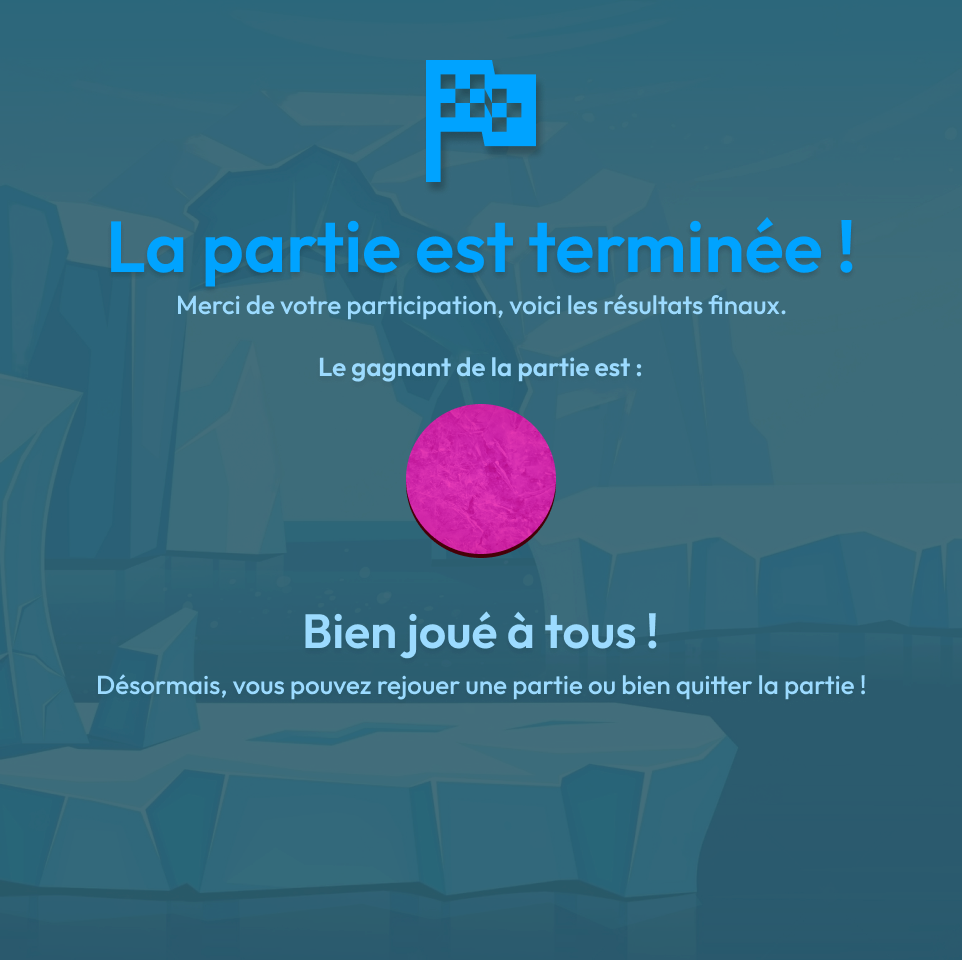 La partie est terminée !
Merci de votre participation, voici les résultats finaux.
Le gagnant de la partie est :
Bien joué à tous !
Désormais, vous pouvez rejouer une partie ou bien quitter la partie !